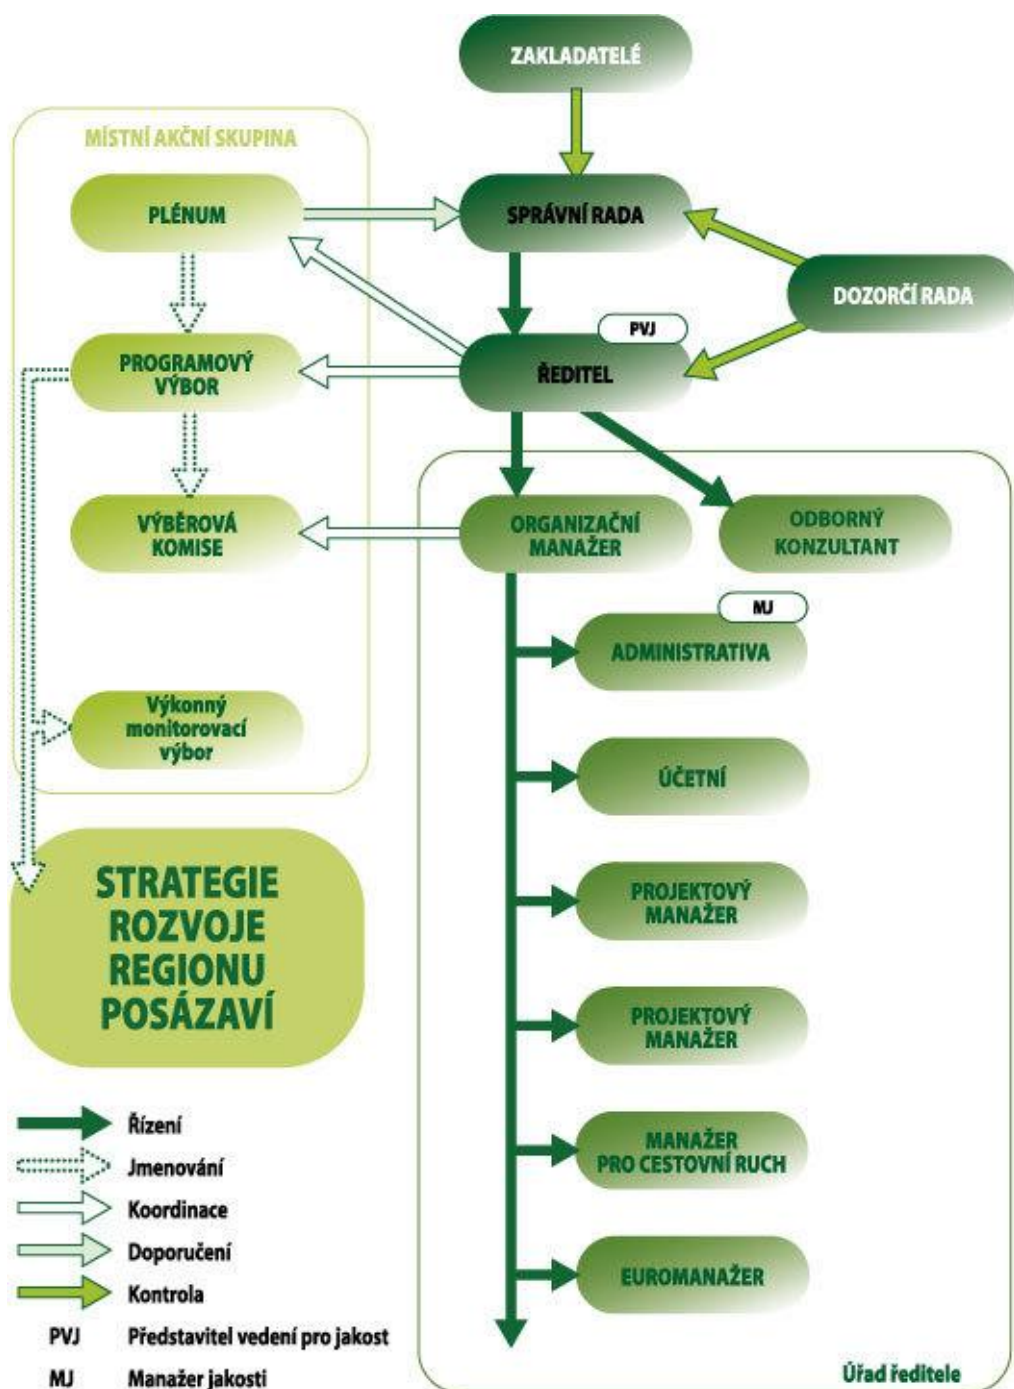 ZAKLADATELÉ
MÍSTNÍ AKČNÍ SKUPINA
PLÉNUM
SPRÁVNÍ RADA
DOZORČÍ RADA
PVJ
PROGRAMOVÝ
VÝBOR
ŘEDITEL
VÝBĚROVÁ
KOMISE
ORGANIZAČNÍ
MANAŽER
ODBORNÝ
KONZULTANT
MJ
ADMINISTRATIVA
Výkonný
monitorovací
výbor
ÚČETNÍ
STRATEGIE
ROZVOJE
REGIONU
POSÁZAVÍ
PROJEKTOVÝ
MANAŽER
PROJEKTOVÝ
MANAŽER
MANAŽER
PRO CESTOVNÍ RUCH
EUROMANAŽER
Řízení
Jmenování
Koordinace
Doporučení
Kontrola
PVJ Představitel vedení pro jakost
MJ Manažer jakosti
Úřad ředitele